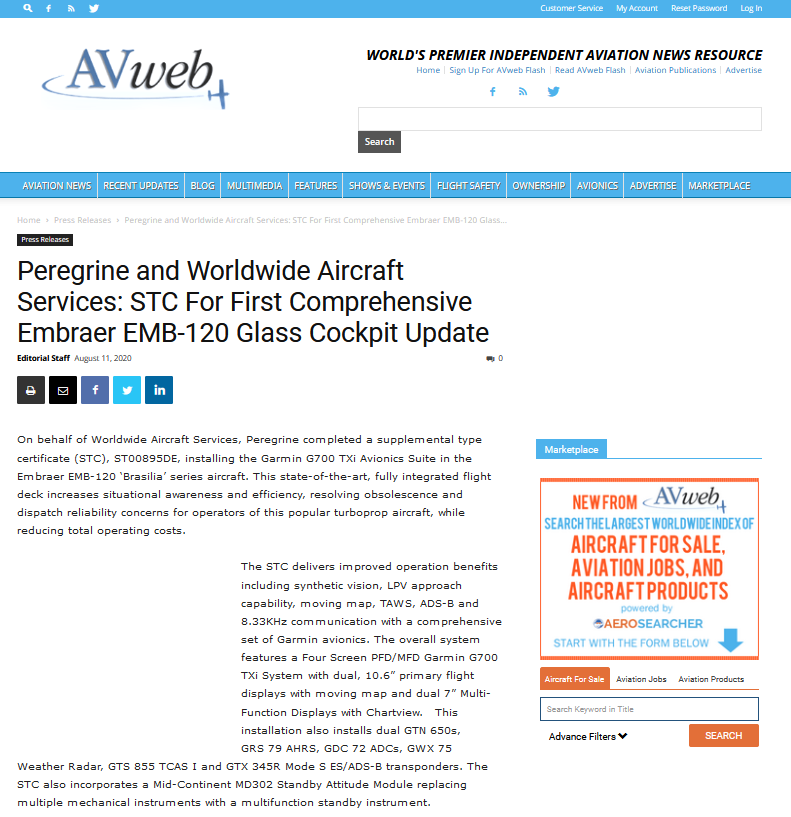 Customer Service My Account Reset Password Log In
AVweb
WORLD'S PREMIER INDEPENDENT AVIATION NEWS RESOURCE
Home | Sign Up For AVweb Flash | Read AVweb Flash | Aviation Publications | Advertise
Search
AVIATION NEWS RECENT UPDATES BLOG MULTIMEDIA FEATURES SHOWS & EVENTS FLIGHT SAFETY OWNERSHIP AVIONICS ADVERTISE MARKETPLACE
Home › Press Releases › Peregrine and Worldwide Aircraft Services: STC For First Comprehensive Embraer EMB-120 Glass...
Press Releases
Peregrine and Worldwide Aircraft
Services: STC For First Comprehensive
Embraer EMB-120 Glass Cockpit Update
Editorial Staff August 11, 2020 0
On behalf of Worldwide Aircraft Services, Peregrine completed a supplemental type
certificate (STC), ST00895DE, installing the Garmin G700 TXi Avionics Suite in the
Embraer EMB-120 ‘Brasilia’ series aircraft. This state-of-the-art, fully integrated flight
deck increases situational awareness and efficiency, resolving obsolescence and
dispatch reliability concerns for operators of this popular turboprop aircraft, while
reducing total operating costs.
The STC delivers improved operation benefits
including synthetic vision, LPV approach
capability, moving map, TAWS, ADS-B and
8.33KHz communication with a comprehensive
set of Garmin avionics. The overall system
features a Four Screen PFD/MFD Garmin G700
TXi System with dual, 10.6” primary flight
displays with moving map and dual 7” Multi-
Function Displays with Chartview. This
installation also installs dual GTN 650s,
GRS 79 AHRS, GDC 72 ADCs, GWX 75
Weather Radar, GTS 855 TCAS I and GTX 345R Mode S ES/ADS-B transponders. The
STC also incorporates a Mid-Continent MD302 Standby Attitude Module replacing
multiple mechanical instruments with a multifunction standby instrument.
Marketplace
NEW FROM AVweb
SEARCH THE LARGEST WORLDWIDE INDEX OF
AIRCRAFT FOR SALE,
AVIATION JOBS, AND
AIRCRAFT PRODUCTS
powered by
AEROSEARCHER
START WITH THE FORM BELOW
Aircraft For Sale Aviation Jobs Aviation Products
Search Keyword in Title
Advance Filters SEARCH